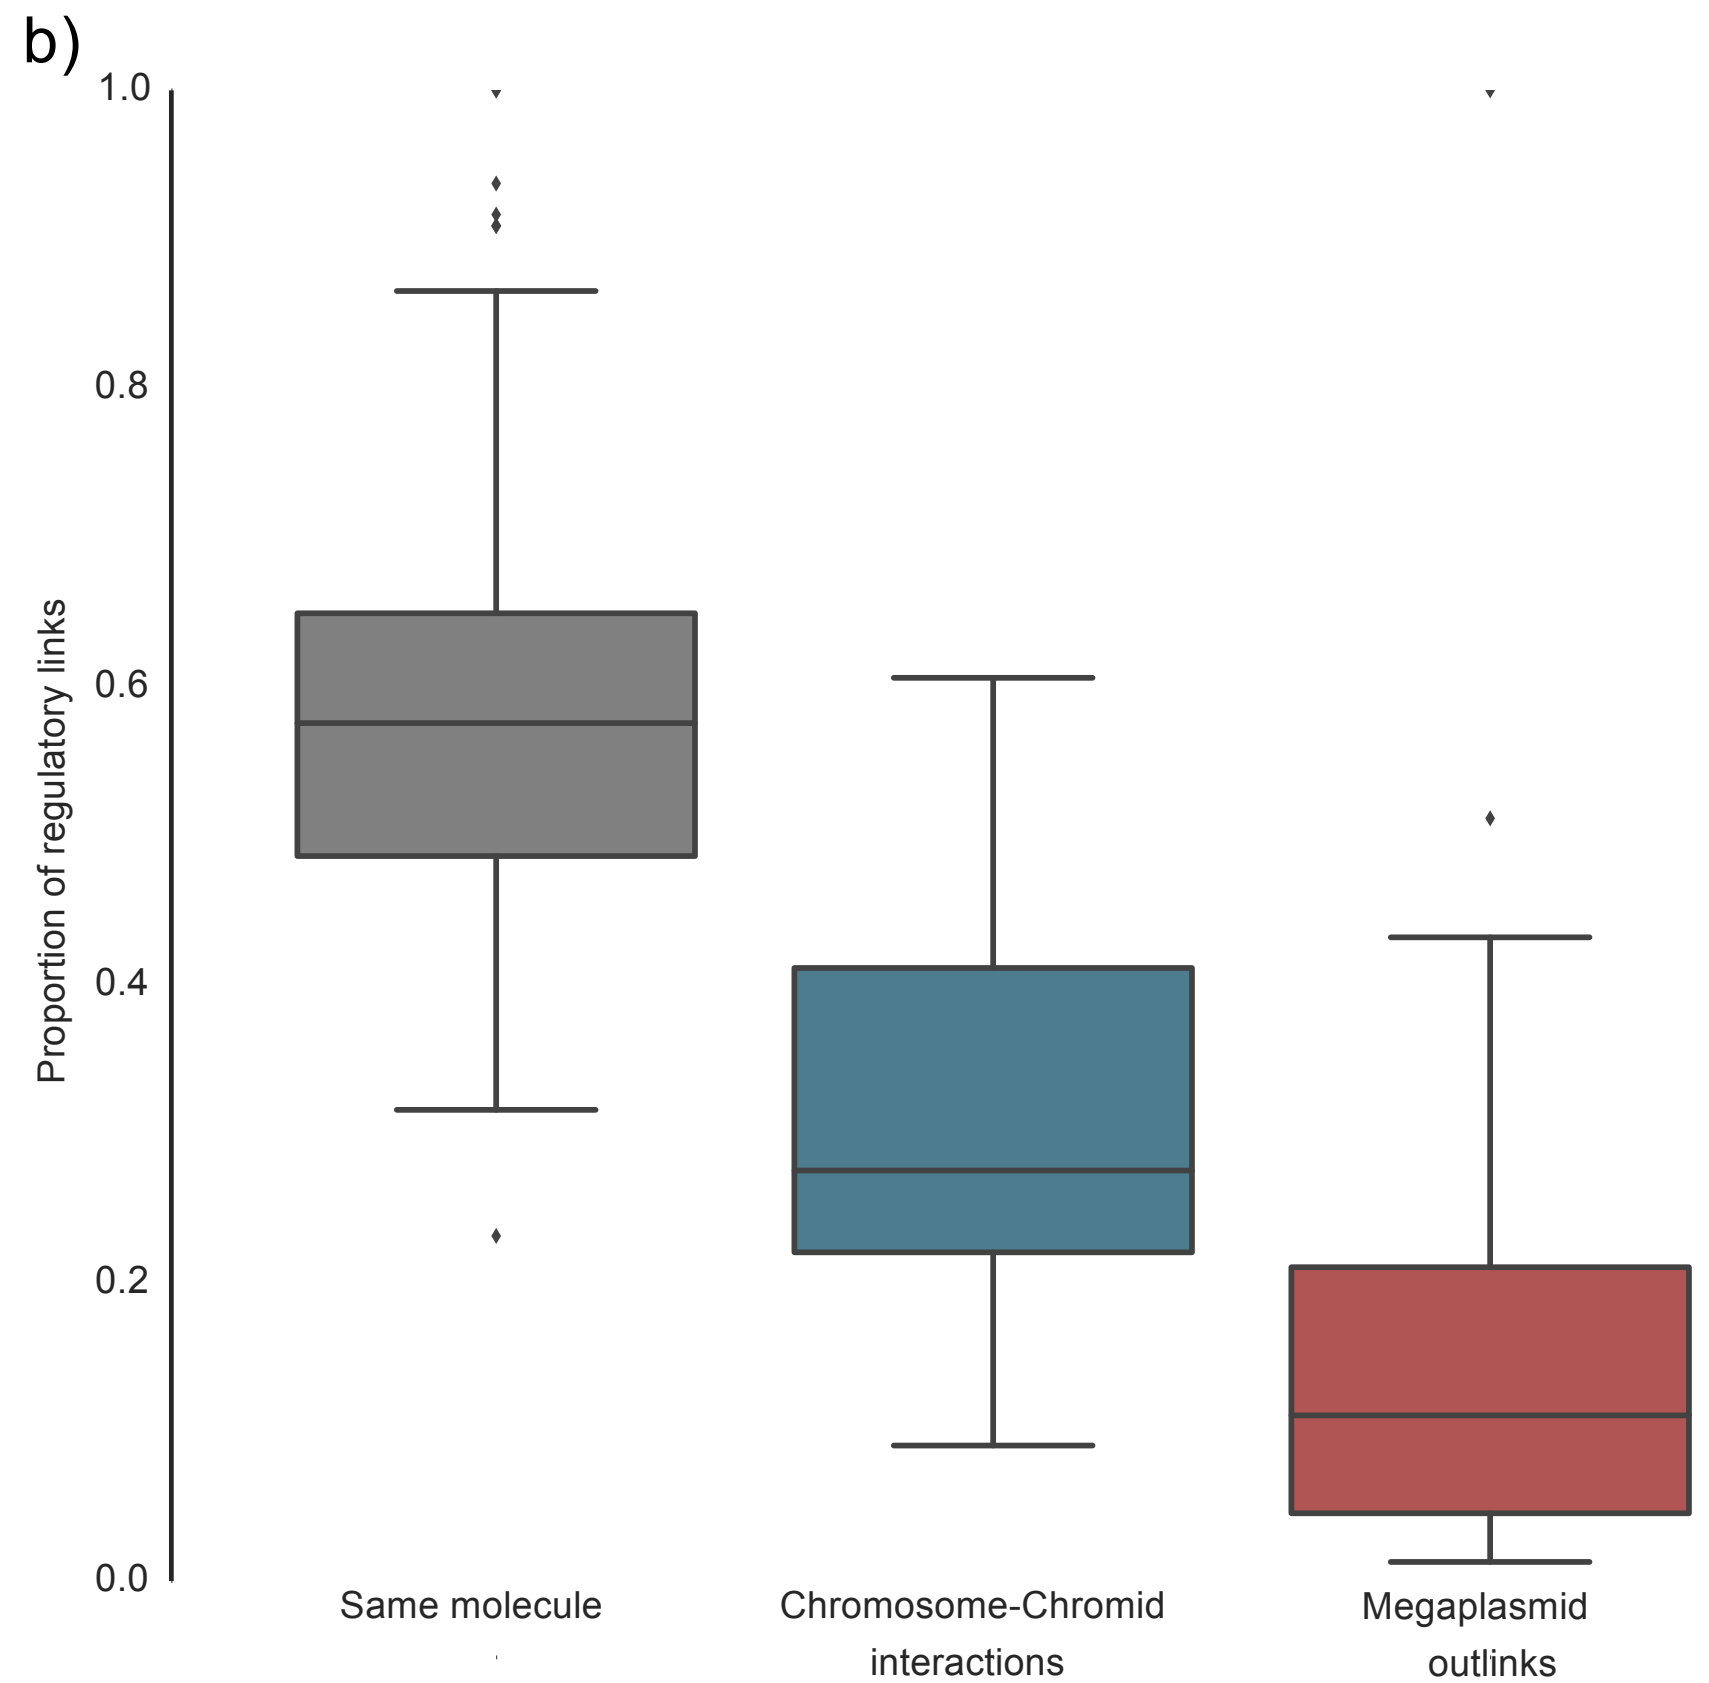 b)
1.0
0.8
0.6
0.4
0.2
0.0
Proportion of regulatory links
Same molecule
Chromosome-Chromid
interactions
Megaplasmid
outlinks